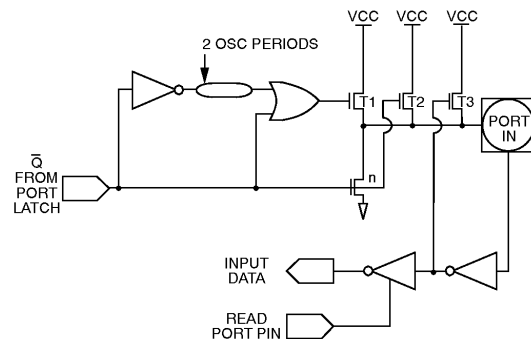 VCC
VCC
VCC
2 OSC PERIODS
T1
T2
T3
PORT
IN
Q
FROM
PORT
LATCH
n
INPUT
DATA
READ
PORT PIN